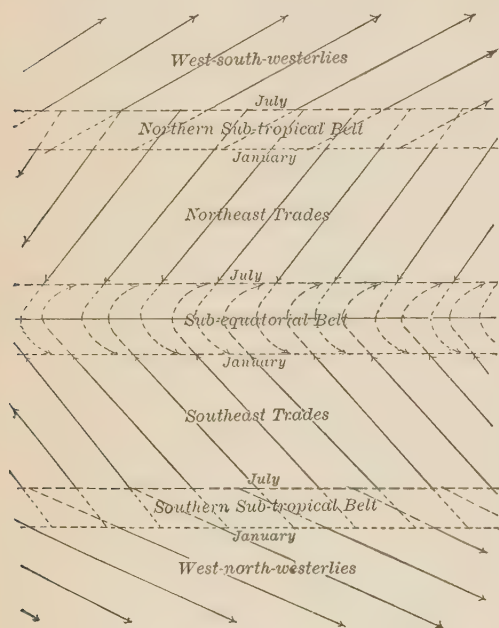 West-south-westerlies
July
Northern Sub-tropical Belt
January
Northeast Trades
July
Sub-equatorial Belt
January
Southeast Trades
July
Southern Sub-tropical Belt
January
West-north-westerlies